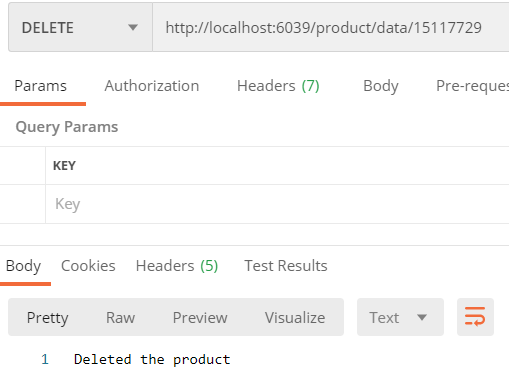 DELETE http://localhost:6039/product/data/15117729
Params Authorization Headers (7) Body Pre-reques
Query Params
KEY
Key
Body Cookies Headers (5) Test Results
Pretty Raw Preview Visualize Text
1 Deleted the product